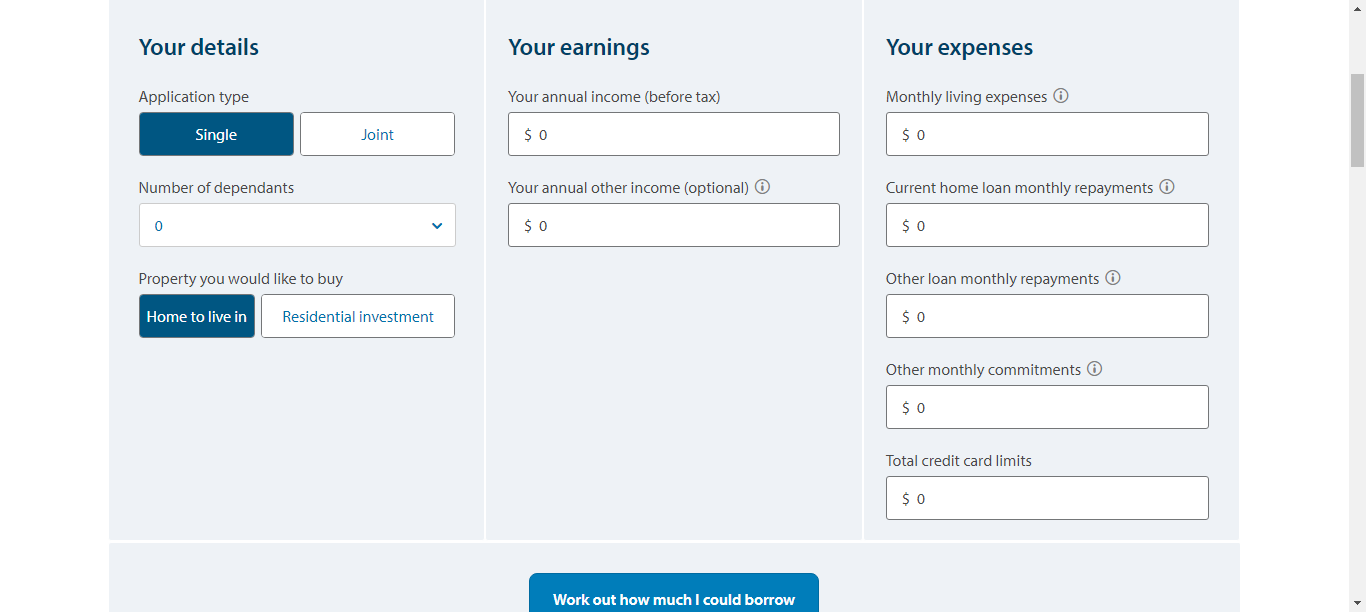 Your details
Application type
Single
Joint
Number of dependants
0
Property you would like to buy
Home to live in
Residential investment
Your earnings
Your annual income (before tax)
$ 0
Your annual other income (optional)
$ 0
Your expenses
Monthly living expenses
$ 0
Current home loan monthly repayments
$ 0
Other loan monthly repayments
$ 0
Other monthly commitments
$ 0
Total credit card limits
$ 0
Work out how much I could borrow